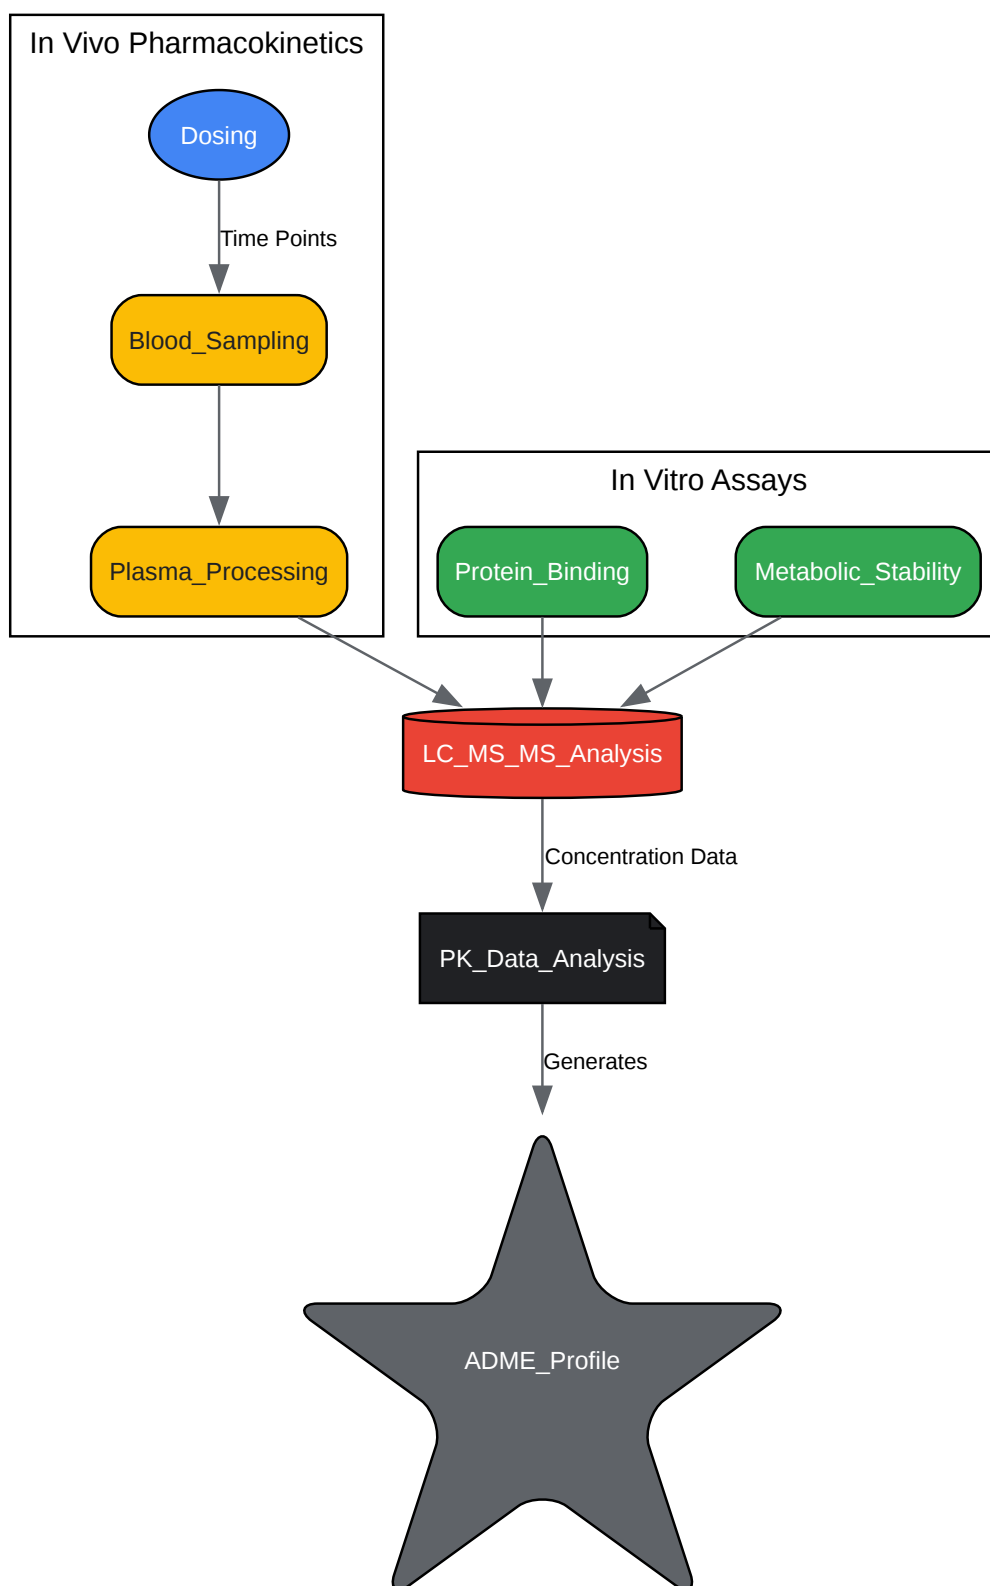 In Vivo Pharmacokinetics
Dosing
Time Points
Blood_Sampling
Plasma_Processing
In Vitro Assays
Protein_Binding
Metabolic_Stability
LC_MS_MS_Analysis
Concentration Data
PK_Data_Analysis
Generates
ADME_Profile